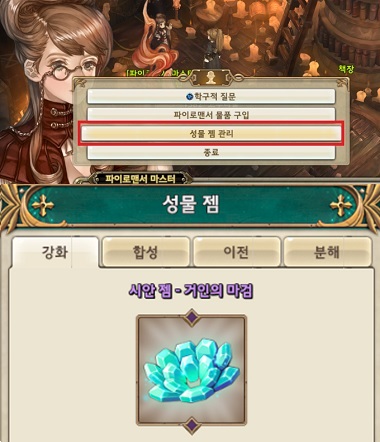 [파이로맨서 마스터]
책장
학구적 질문
파이로맨서 물품 구입
성물 젬 관리
종료
파이로맨서 마스터
성물 젬
강화 합성 이전 분해
시안 젬 - 거인의 마검